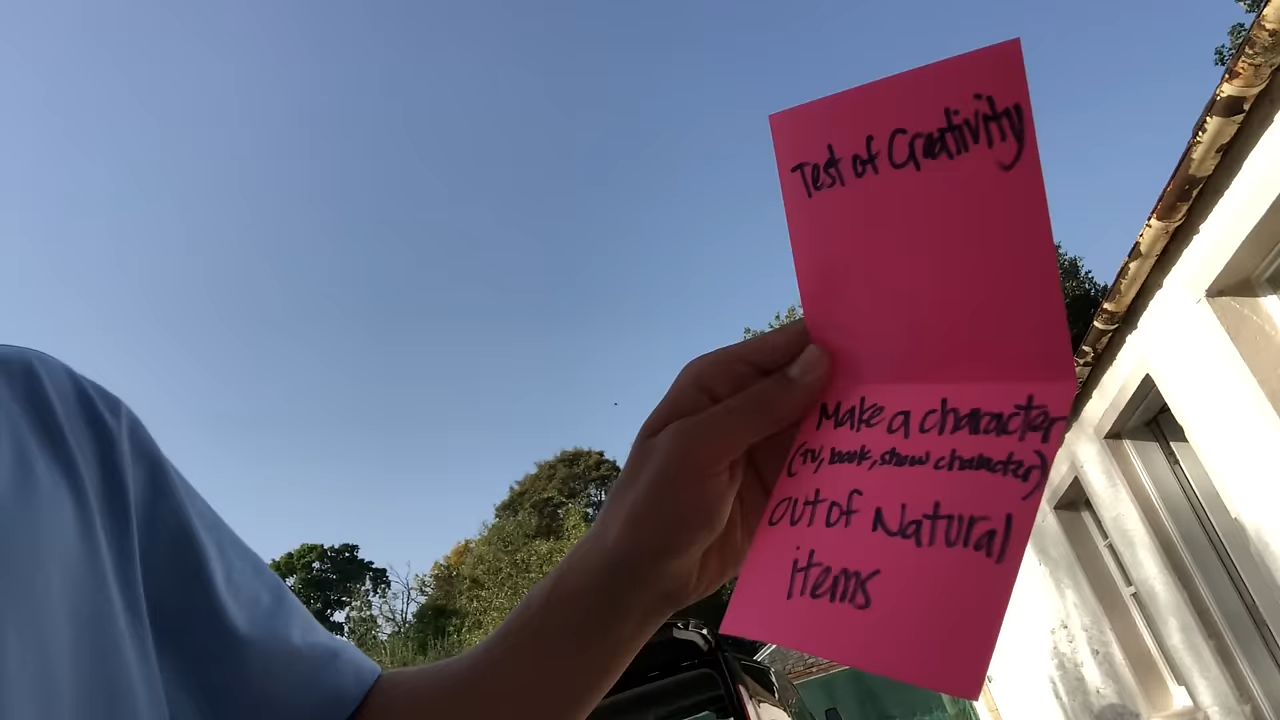 Test of Creativity
Make a character
(TV, book, show character)
out of Natural
items